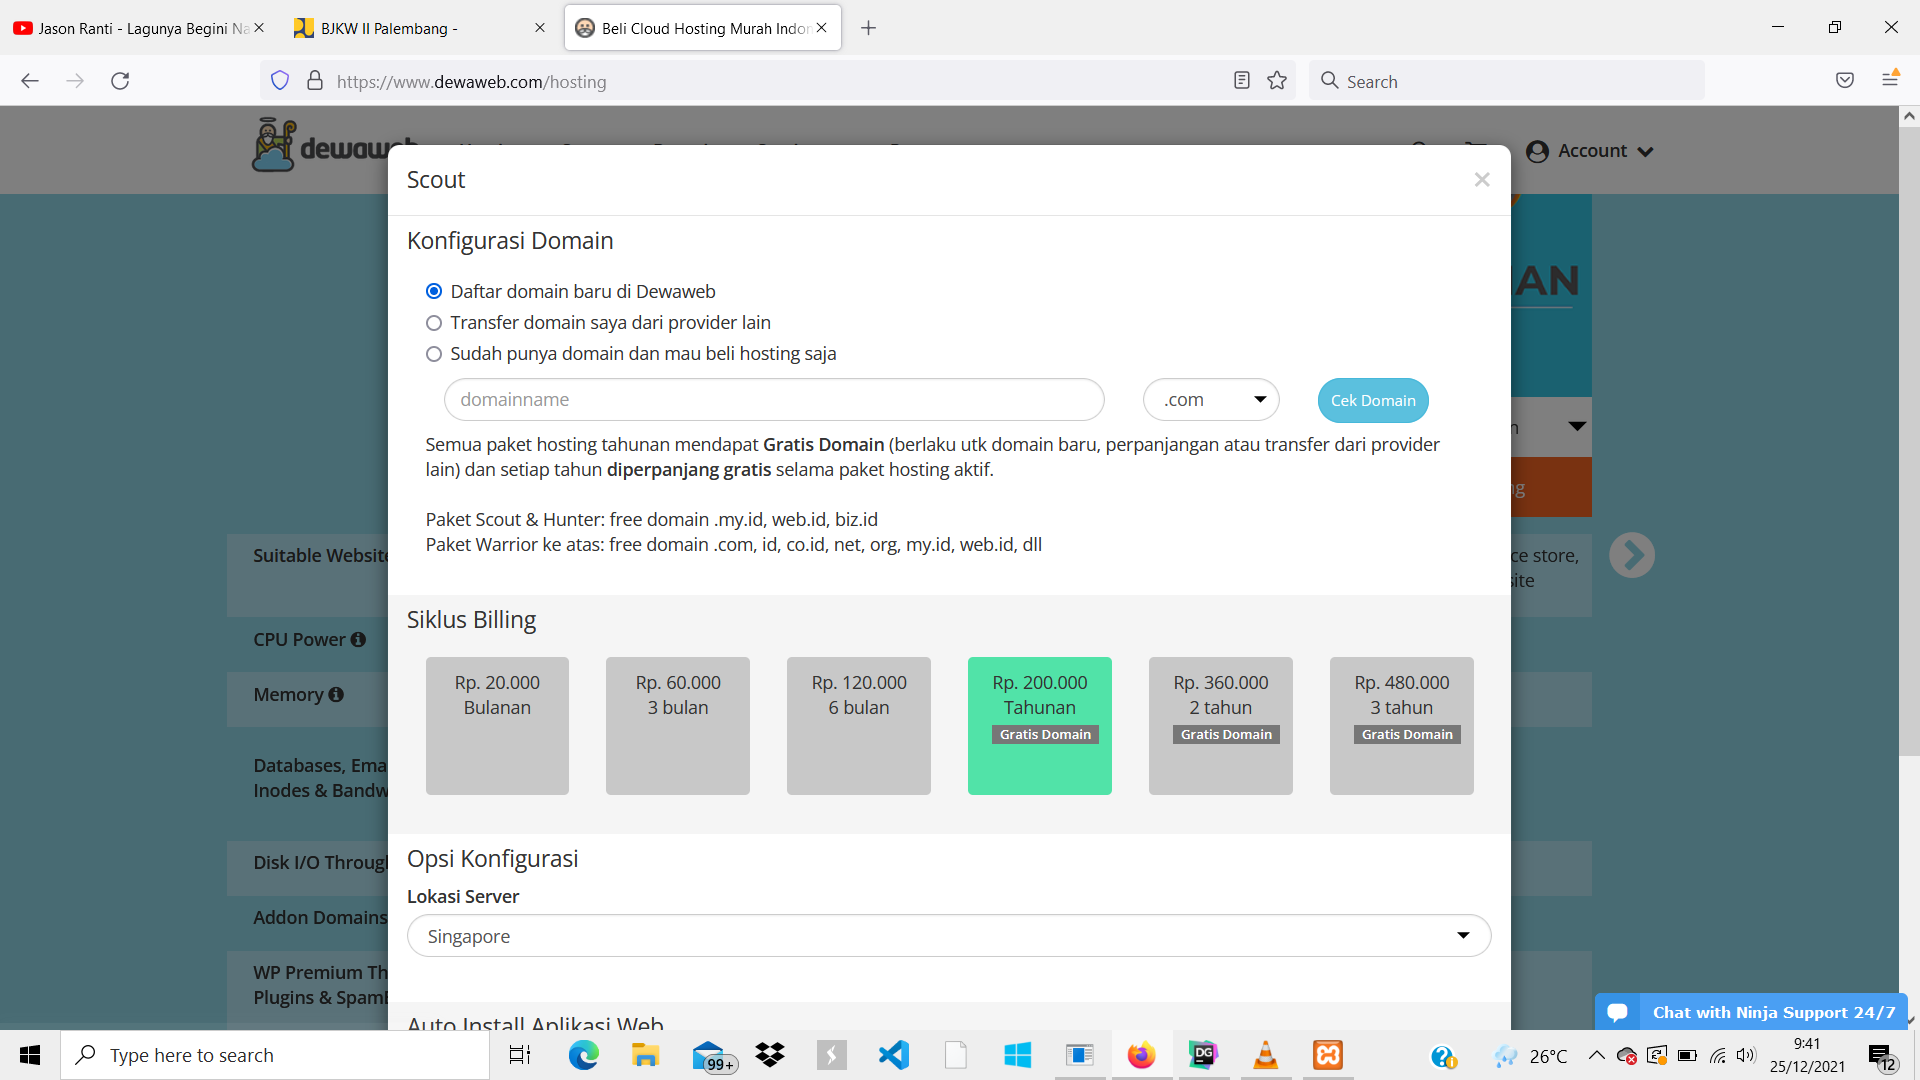 Jason Ranti - Lagunya Begini Na
BJKW II Palembang -
Beli Cloud Hosting Murah Indon
https://www.dewaweb.com/hosting
Search
Account
Scout
Konfigurasi Domain
Daftar domain baru di Dewaweb
Transfer domain saya dari provider lain
Sudah punya domain dan mau beli hosting saja
domainname
.com
Cek Domain
Semua paket hosting tahunan mendapat Gratis Domain (berlaku utk domain baru, perpanjangan atau transfer dari provider
lain) dan setiap tahun diperpanjang gratis selama paket hosting aktif.
Paket Scout & Hunter: free domain .my.id, web.id, biz.id
Paket Warrior ke atas: free domain .com, id, co.id, net, org, my.id, web.id, dll
Suitable Website
ce store,
site
CPU Power
Memory
Databases, Ema
Inodes & Bandw
Disk I/O Throug
Addon Domains
WP Premium Th
Plugins & Spam
Siklus Billing
Rp. 20.000
Bulanan
Rp. 60.000
3 bulan
Rp. 120.000
6 bulan
Rp. 200.000
Tahunan
Gratis Domain
Rp. 360.000
2 tahun
Gratis Domain
Rp. 480.000
3 tahun
Gratis Domain
Opsi Konfigurasi
Lokasi Server
Singapore
Auto Install Aplikasi Web
Chat with Ninja Support 24/7
Type here to search
99+
DG
26°C
9:41
25/12/2021
12